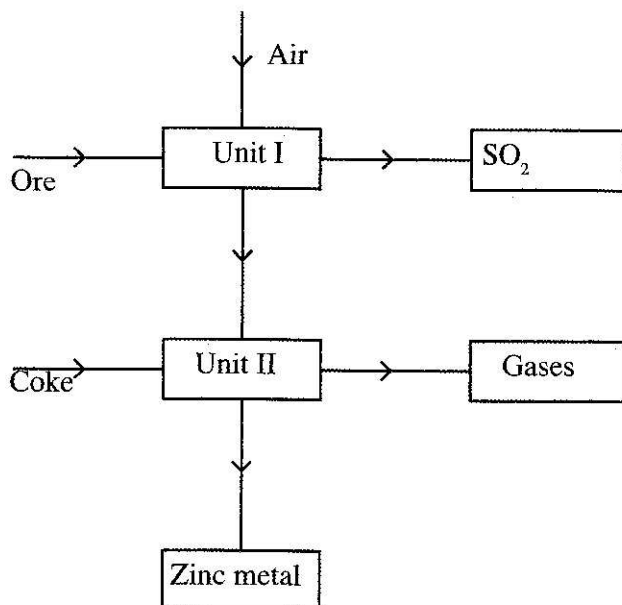 Air
Unit I
SO₂
Ore
Unit II
Gases
Coke
Zinc metal